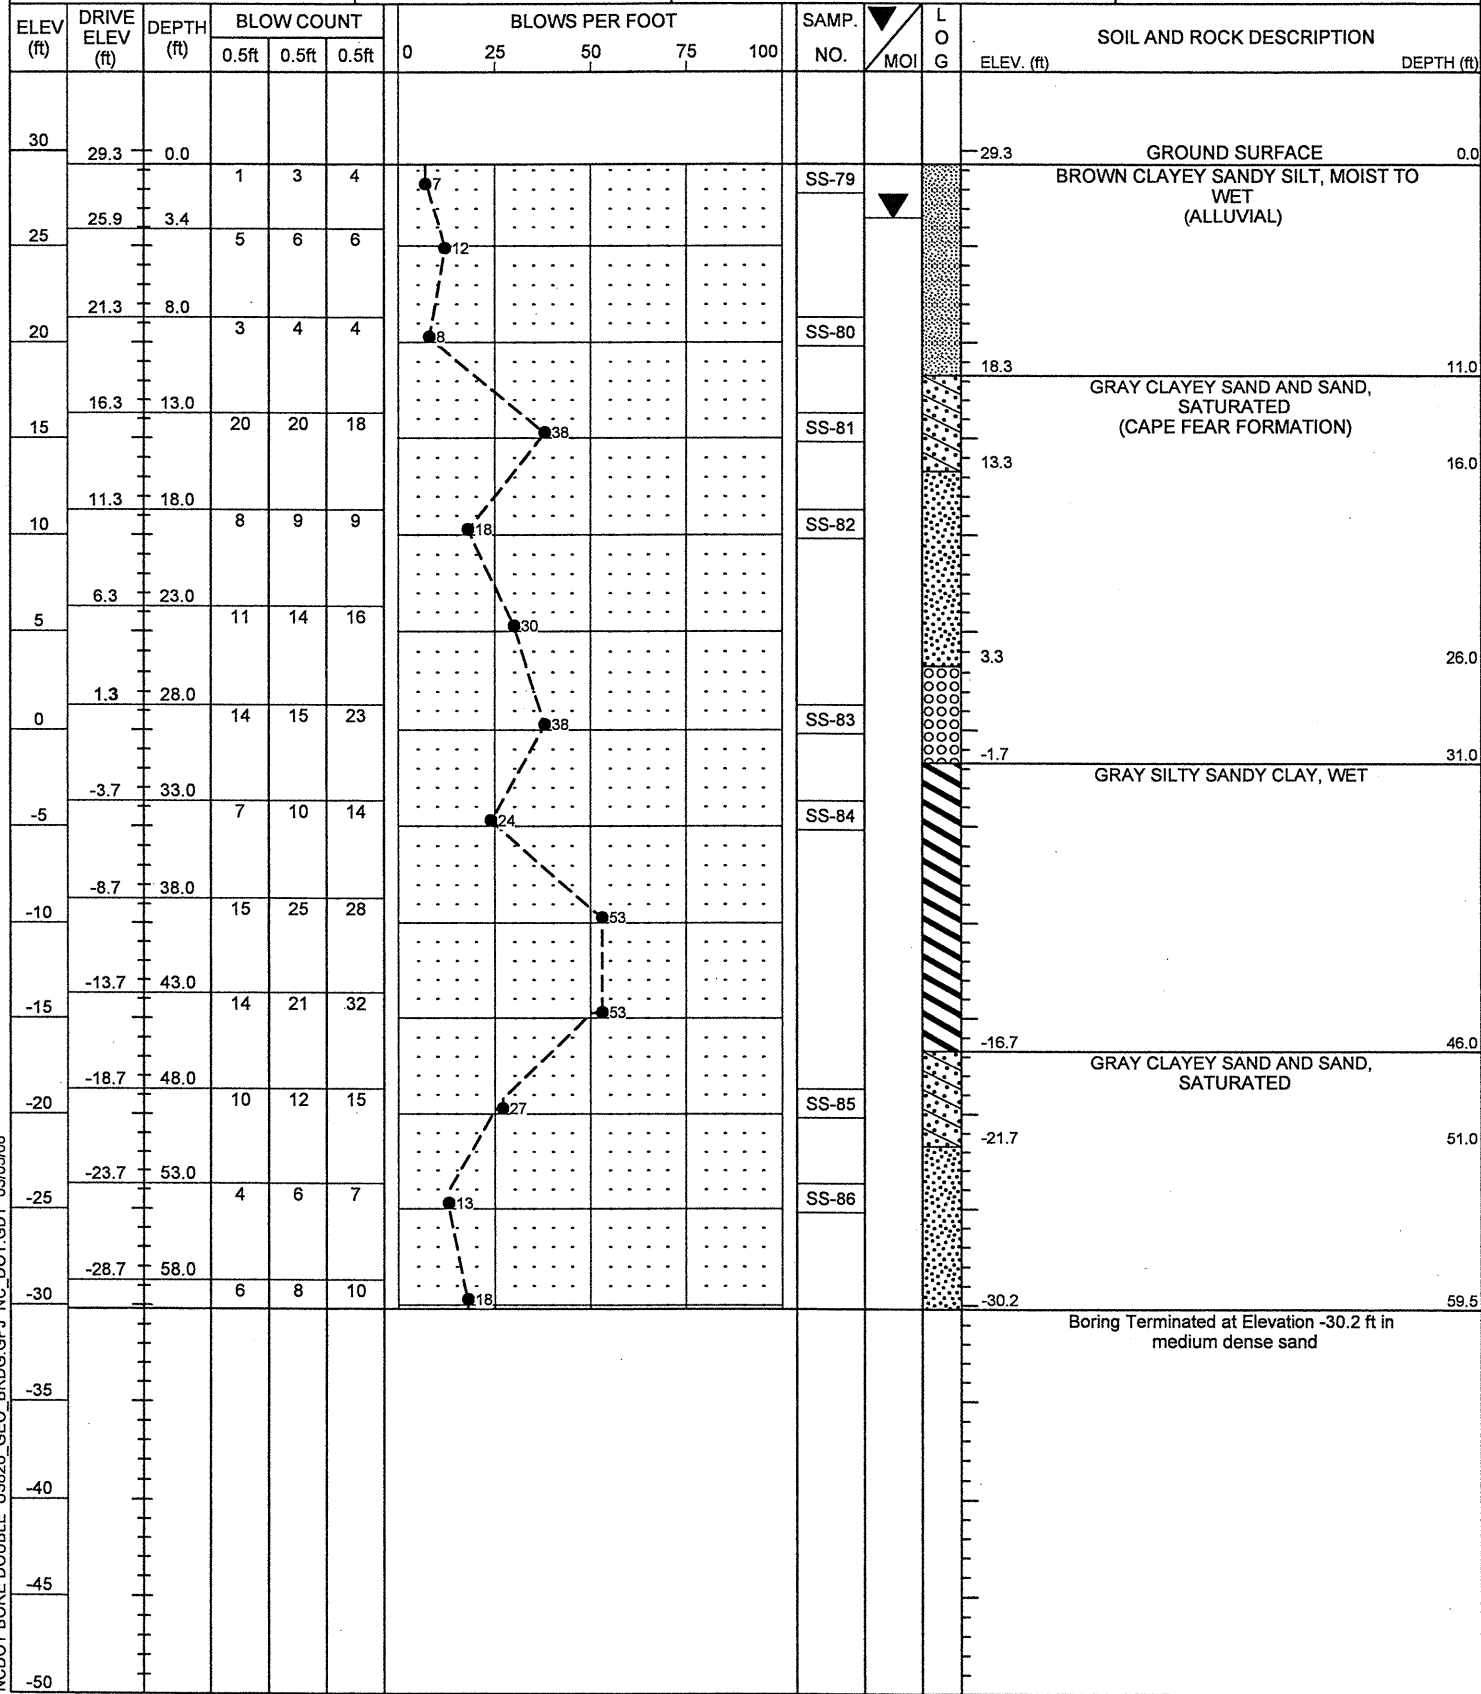 ELEV (ft) DRIVE ELEV (ft) DEPTH (ft) BLOW COUNT BLOWS PER FOOT SAMP. NO. MOI LOG SOIL AND ROCK DESCRIPTION
0.5ft 0.5ft 0.5ft 0 25 50 75 100 ELEV. (ft) DEPTH (ft)
30
29.3 0.0 29.3 GROUND SURFACE 0.0
1 3 4 7 SS-79 BROWN CLAYEY SANDY SILT, MOIST TO
WET
25.9 3.4 (ALLUVIAL)
25 5 6 6 12
21.3 8.0
20 3 4 4 8 SS-80
18.3 11.0
GRAY CLAYEY SAND AND SAND,
16.3 13.0 SATURATED
15 20 20 18 38 SS-81 (CAPE FEAR FORMATION)
13.3 16.0
11.3 18.0
10 8 9 9 18 SS-82
6.3 23.0
5 11 14 16 30
3.3 26.0
1.3 28.0
0 14 15 23 38 SS-83
-1.7 31.0
GRAY SILTY SANDY CLAY, WET
-3.7 33.0
-5 7 10 14 24 SS-84
-8.7 38.0
-10 15 25 28 53
-13.7 43.0
-15 14 21 32 53
-16.7 46.0
GRAY CLAYEY SAND AND SAND,
-18.7 48.0 SATURATED
-20 10 12 15 27 SS-85
-21.7 51.0
-23.7 53.0
-25 4 6 7 13 SS-86
-28.7 58.0
-30 6 8 10 18
-30.2 59.5
Boring Terminated at Elevation -30.2 ft in
medium dense sand
-35
-40
-45
-50